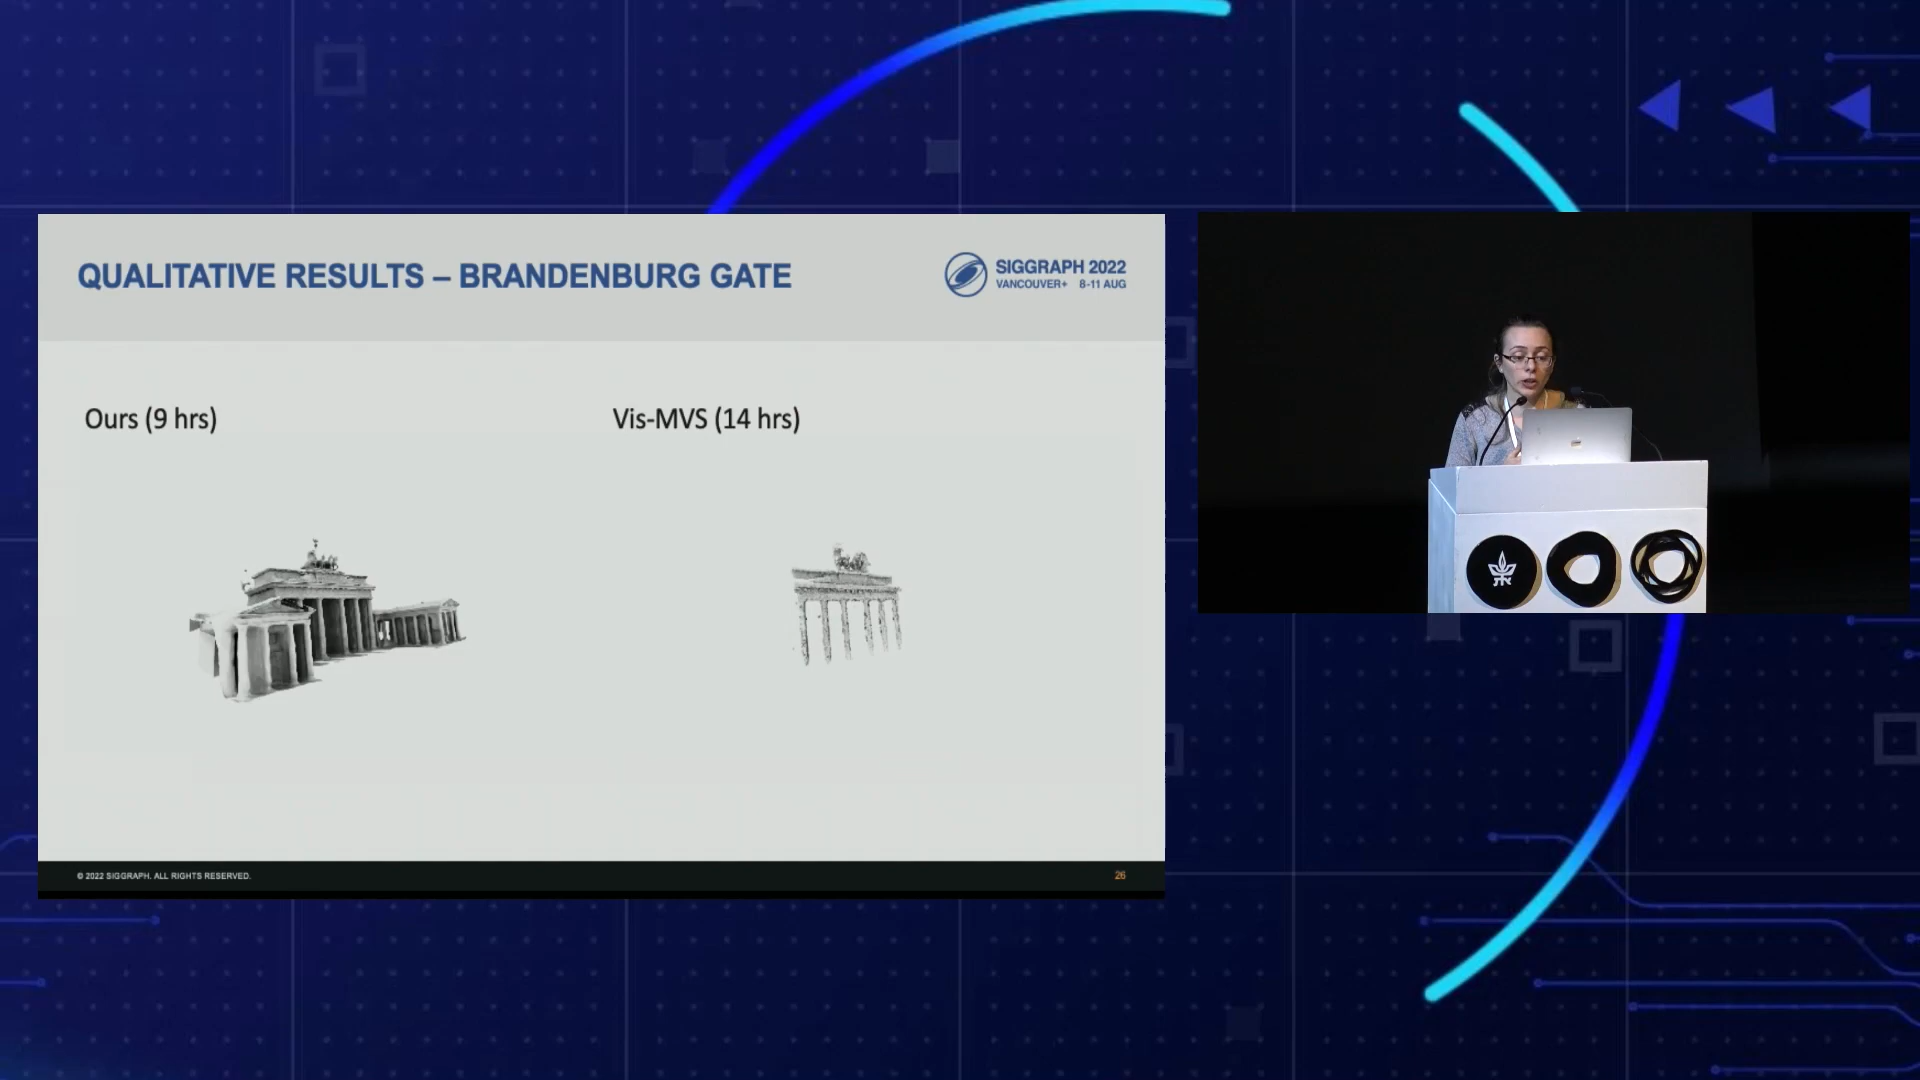 QUALITATIVE RESULTS – BRANDENBURG GATE
SIGGRAPH 2022
VANCOUVER+ 8-11 AUG
Ours (9 hrs)
Vis-MVS (14 hrs)
© 2022 SIGGRAPH. ALL RIGHTS RESERVED.
26